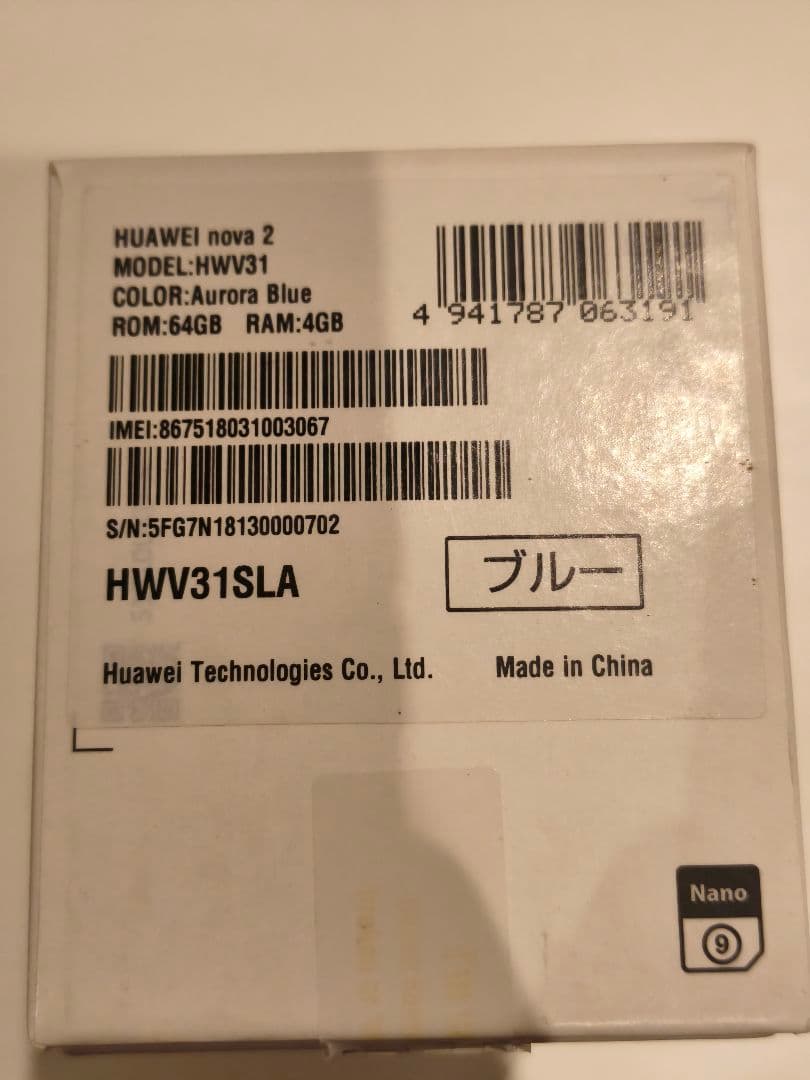 HUAWEI nova 2
MODEL:HWV31
COLOR:Aurora Blue
ROM:64GB RAM:4GB
4 941787 063191
IMEI:867518031003067
S/N:5FG7N18130000702
HWV31SLA
ブルー
Huawei Technologies Co., Ltd.
Made in China
Nano
9